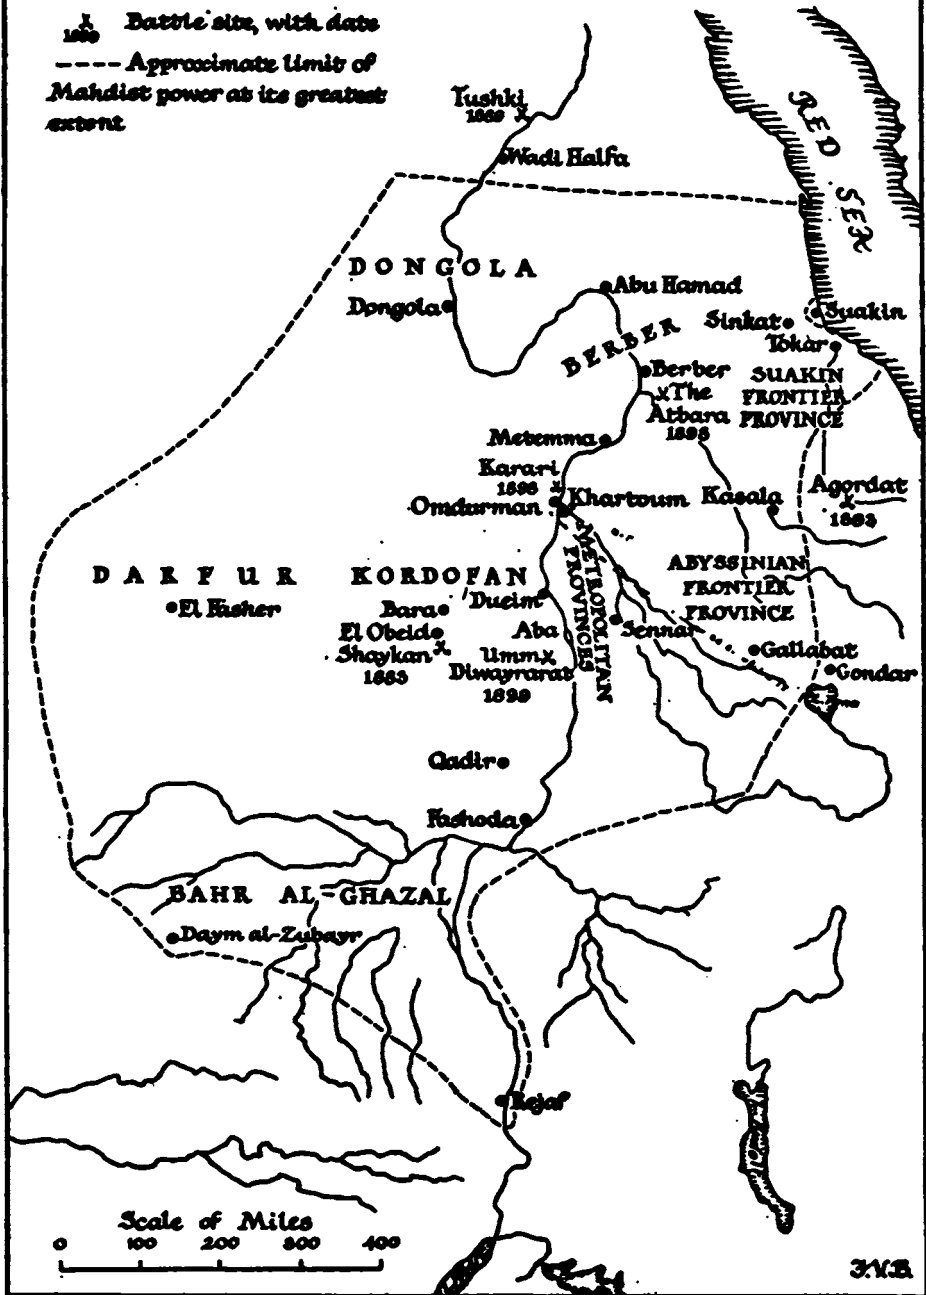 Battle site, with date
Approximate limit of
Mahdist power at its greatest
extent
Tushki
1889
Wadi Halfa
RED SEA
DONGOLA
Dongola
Abu Hamad
BERBER
Sinkat
Suakin
Tokar
Berber
The
Atbara
1898
SUAKIN
FRONTIER
PROVINCE
Metemma
Karari
1898
Omdurman
Khartoum
Kasala
Agordat
1893
METROPOLITAN
PROVINCES
ABYSSINIAN
FRONTIER
PROVINCE
DARFUR
KORDOFAN
El Fasher
Bara
Dueim
El Obeid
Aba
Sennar
Shaykan
1883
Umm
Diwayrarat
1899
Gallabat
Gondar
Qadir
Fashoda
BAHR AL-GHAZAL
Daym al-Zubayr
Rejaf
Scale of Miles
0 100 200 300 400